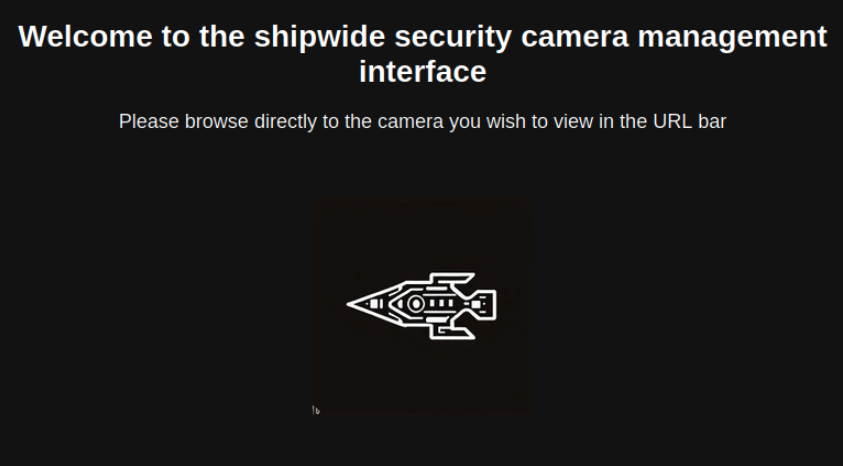 Welcome to the shipwide security camera management
interface
Please browse directly to the camera you wish to view in the URL bar